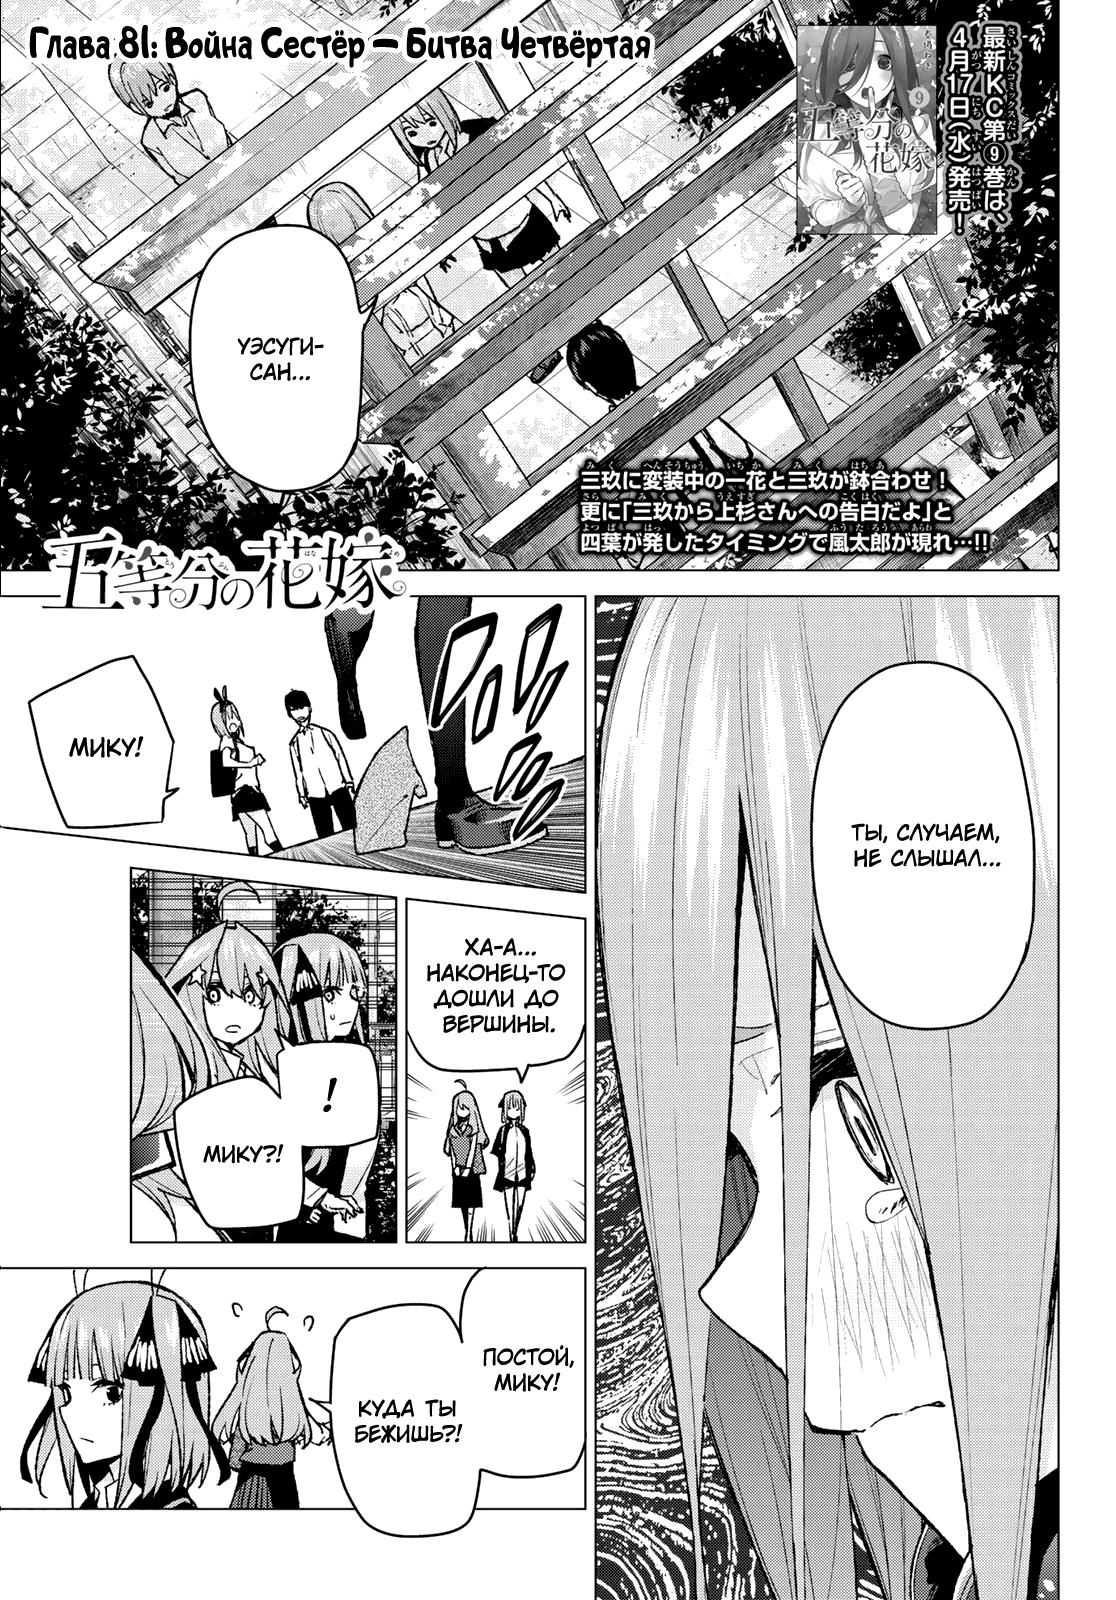 Глава 81: Война Сестёр – Битва Четвёртая
最新KC第⑨巻は、
4月17日(水)発売！
五等分の花嫁
9
УЭСУГИ-
САН...
三玖に変装中の一花と三玖が鉢合わせ！
更に「三玖から上杉さんへの告白だよ」と
四葉が発したタイミングで風太郎が現れ…!!
五等分の花嫁
ТЫ, СЛУЧАЕМ,
НЕ СЛЫШАЛ...
МИКУ!
ХА-А...
НАКОНЕЦ-ТО
ДОШЛИ ДО
ВЕРШИНЫ.
!
МИКУ?!
ПОСТОЙ,
МИКУ!
КУДА ТЫ
БЕЖИШЬ?!